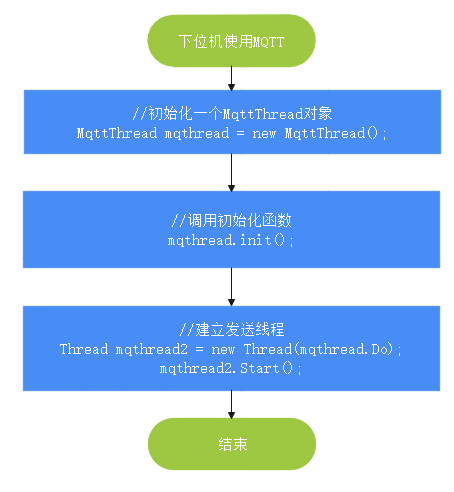 下位机使用MQTT
//初始化一个MqttThread对象
MqttThread mqthread = new MqttThread();
//调用初始化函数
mqthread.init();
//建立发送线程
Thread mqthread2 = new Thread(mqthread.Do);
mqthread2.Start();
结束